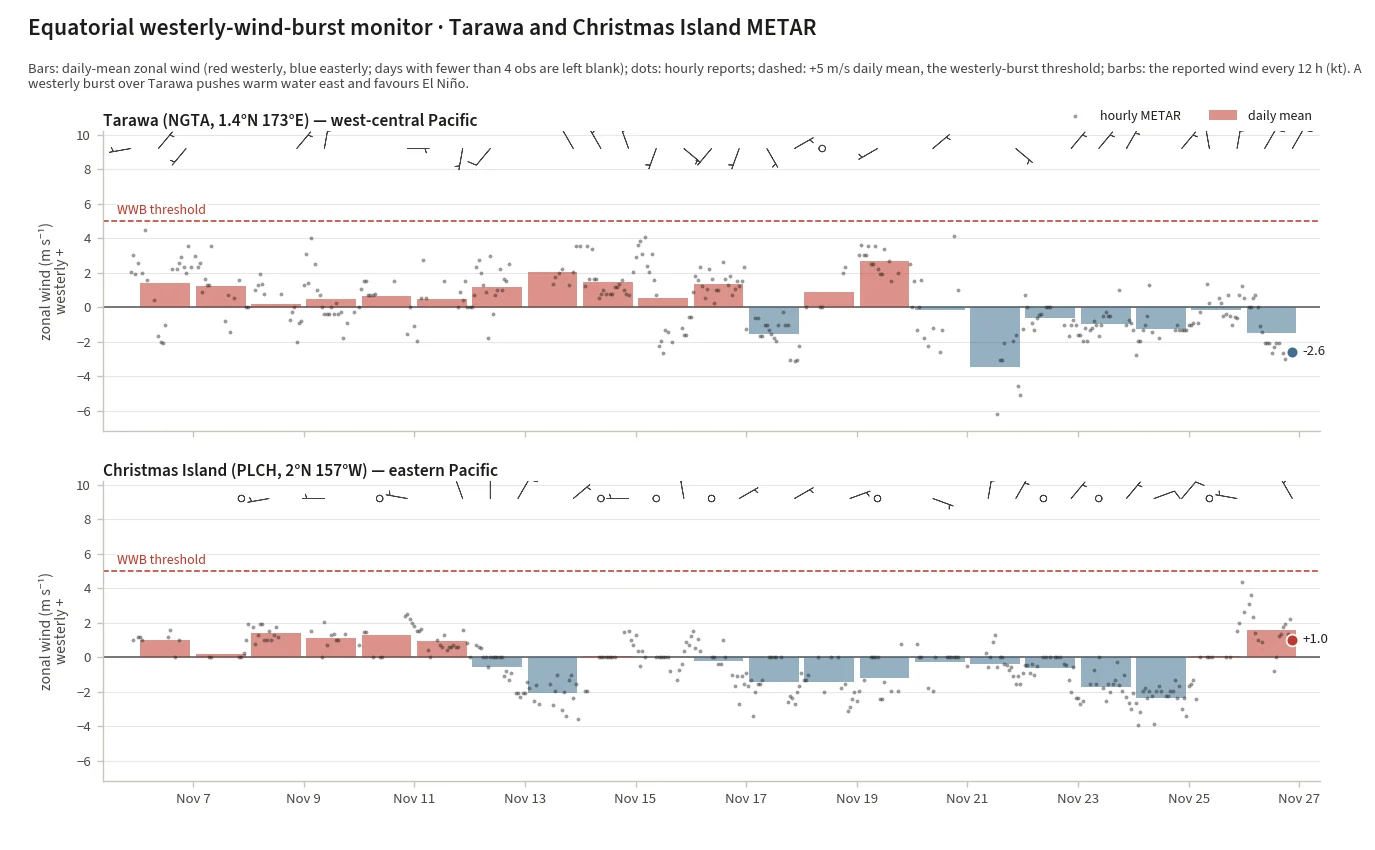 Equatorial westerly-wind-burst monitor · Tarawa and Christmas Island METAR
Bars: daily-mean zonal wind (red westerly, blue easterly; days with fewer than 4 obs are left blank); dots: hourly reports; dashed: +5 m/s daily mean, the westerly-burst threshold; barbs: the reported wind every 12 h (kt). A
westerly burst over Tarawa pushes warm water east and favours El Niño.
Tarawa (NGTA, 1.4°N 173°E) — west-central Pacific
hourly METAR
daily mean
10
8
6
4
2
0
−2
−4
−6
zonal wind (m s⁻¹)
westerly +
WWB threshold
-2.6
Christmas Island (PLCH, 2°N 157°W) — eastern Pacific
10
8
6
4
2
0
−2
−4
−6
zonal wind (m s⁻¹)
westerly +
WWB threshold
+1.0
Nov 7
Nov 9
Nov 11
Nov 13
Nov 15
Nov 17
Nov 19
Nov 21
Nov 23
Nov 25
Nov 27